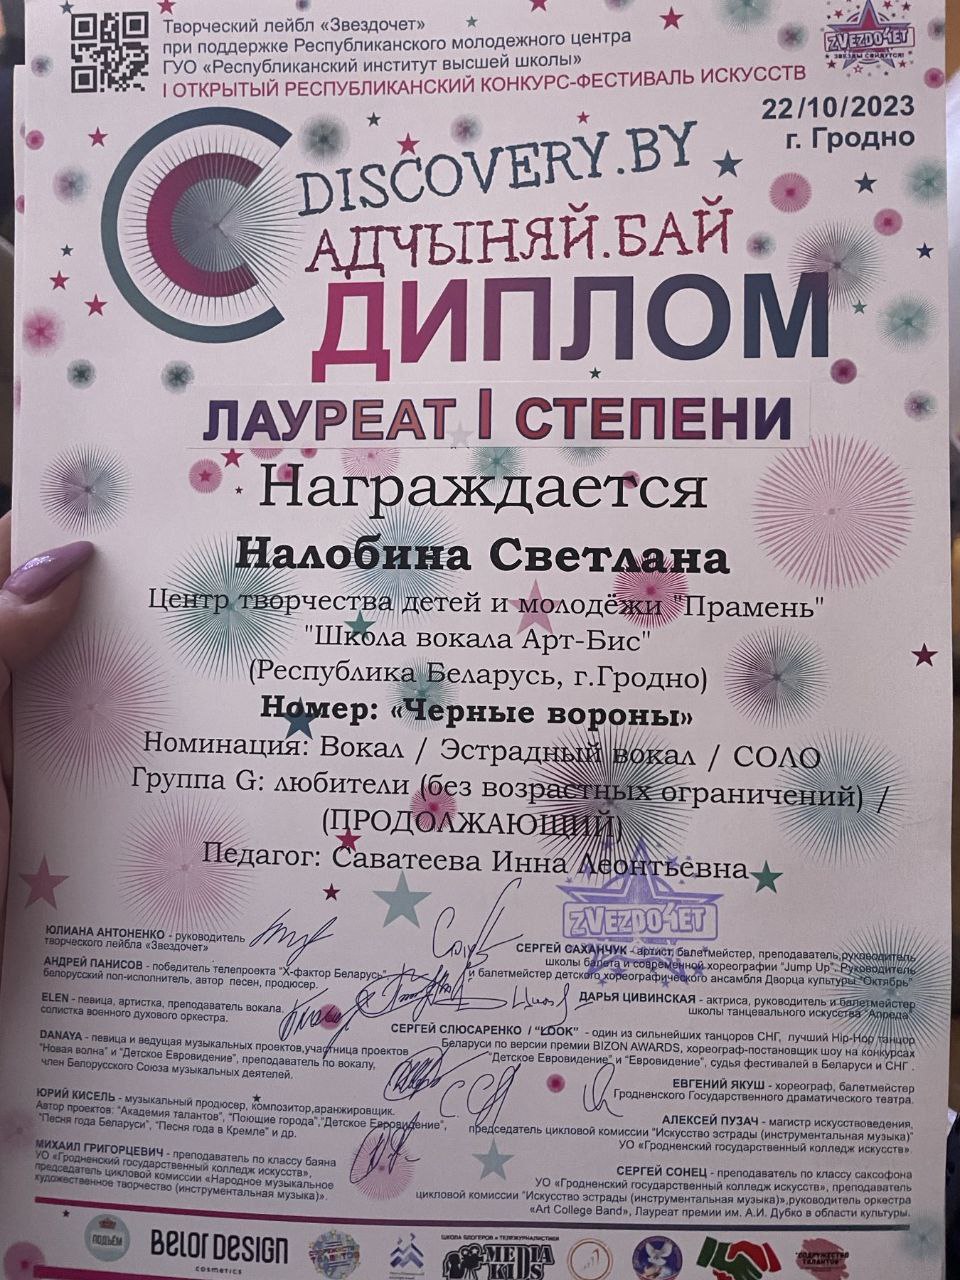 Творческий лейбл «Звездочет»
при поддержке Республиканского молодежного центра
ГУО «Республиканский институт высшей школы»
I ОТКРЫТЫЙ РЕСПУБЛИКАНСКИЙ КОНКУРС-ФЕСТИВАЛЬ ИСКУССТВ
ZVEZDO4ET
ЗВЕЗДЫ СОЙДУТСЯ!
22/10/2023
г. Гродно
DISCOVERY.BY
АДЧЫНЯЙ.БАЙ
ДИПЛОМ
ЛАУРЕАТ I СТЕПЕНИ
Награждается
Налобина Светлана
Центр творчества детей и молодёжи "Прамень"
"Школа вокала Арт-Бис"
(Республика Беларусь, г.Гродно)
Номер: «Черные вороны»
Номинация: Вокал / Эстрадный вокал / СОЛО
Группа G: любители (без возрастных ограничений) /
(ПРОДОЛЖАЮЩИЙ)
Педагог: Саватеева Инна Леонтьевна
ZVEZDO4ET
ЮЛИАНА АНТОНЕНКО - руководитель
творческого лейбла «Звездочет»
АНДРЕЙ ПАНИСОВ - победитель телепроекта "Х-фактор Беларусь",
белорусский поп-исполнитель, автор песен, продюсер.
ELEN - певица, артистка, преподаватель вокала.
солистка военного духового оркестра.
DANAYA - певица и ведущая музыкальных проектов,участница проектов
"Новая волна" и "Детское Евровидение", преподаватель по вокалу,
член Белорусского Союза музыкальных деятелей.
ЮРИЙ КИСЕЛЬ - музыкальный продюсер, композитор,аранжировщик.
Автор проектов: "Академия талантов", "Поющие города","Детское Евровидение",
"Песня года Беларусь", "Песня года в Кремле" и др.
МИХАИЛ ГРИГОРЦЕВИЧ - преподаватель по классу баяна
УО «Гродненский государственный колледж искусств»,
председатель цикловой комиссии «Народное музыкальное
художественное творчество (инструментальная музыка)».
СЕРГЕЙ САХАНЧУК - артист, балетмейстер, преподаватель,руководитель
школы балета и современной хореографии "Jump Up". Руководитель
и балетмейстер детского хореографического ансамбля Дворца культуры "Октябрь"
ДАРЬЯ ЦИВИНСКАЯ - актриса, руководитель и балетмейстер
школы танцевального искусства "Апреда"
СЕРГЕЙ СЛЮСАРЕНКО / "LOOK" - один из сильнейших танцоров СНГ, лучший Hip-Hop танцор
Беларуси по версии премии BIZON AWARDS, хореограф-постановщик шоу на конкурсах
"Детское Евровидение" и "Евровидение", судья фестивалей в Беларуси и СНГ .
ЕВГЕНИЙ ЯКУШ - хореограф, балетмейстер
Гродненского Государственного драматического театра.
АЛЕКСЕЙ ПУЗАЧ - магистр искусствоведения,
председатель цикловой комиссии "Искусство эстрады (инструментальная музыка)"
УО «Гродненский государственный колледж искусств».
СЕРГЕЙ СОНЕЦ - преподаватель по классу саксофона
УО «Гродненский государственный колледж искусств», преподаватель
цикловой комиссии "Искусство эстрады (инструментальная музыка)»,руководитель оркестра
«Art College Band», Лауреат премии им. А.И. Дубко в области культуры.
ПОДЪЁМ
BELOR DESIGN
cosmetics
ШКОЛА БЛОГЕРОВ и ТЕЛЕЖУРНАЛИСТИКИ
MEDIA
KIDS
СОДРУЖЕСТВО
ТАЛАНТОВ